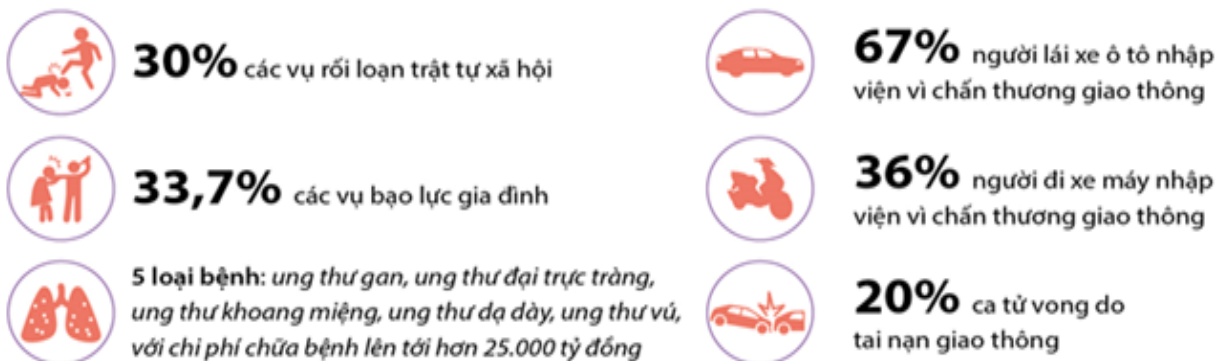 30% các vụ rối loạn trật tự xã hội
33,7% các vụ bạo lực gia đình
5 loại bệnh: ung thư gan, ung thư đại trực tràng,
ung thư khoang miệng, ung thư dạ dày, ung thư vú,
với chi phí chữa bệnh lên tới hơn 25.000 tỷ đồng
67% người lái xe ô tô nhập
viện vì chấn thương giao thông
36% người đi xe máy nhập
viện vì chấn thương giao thông
20% ca tử vong do
tai nạn giao thông